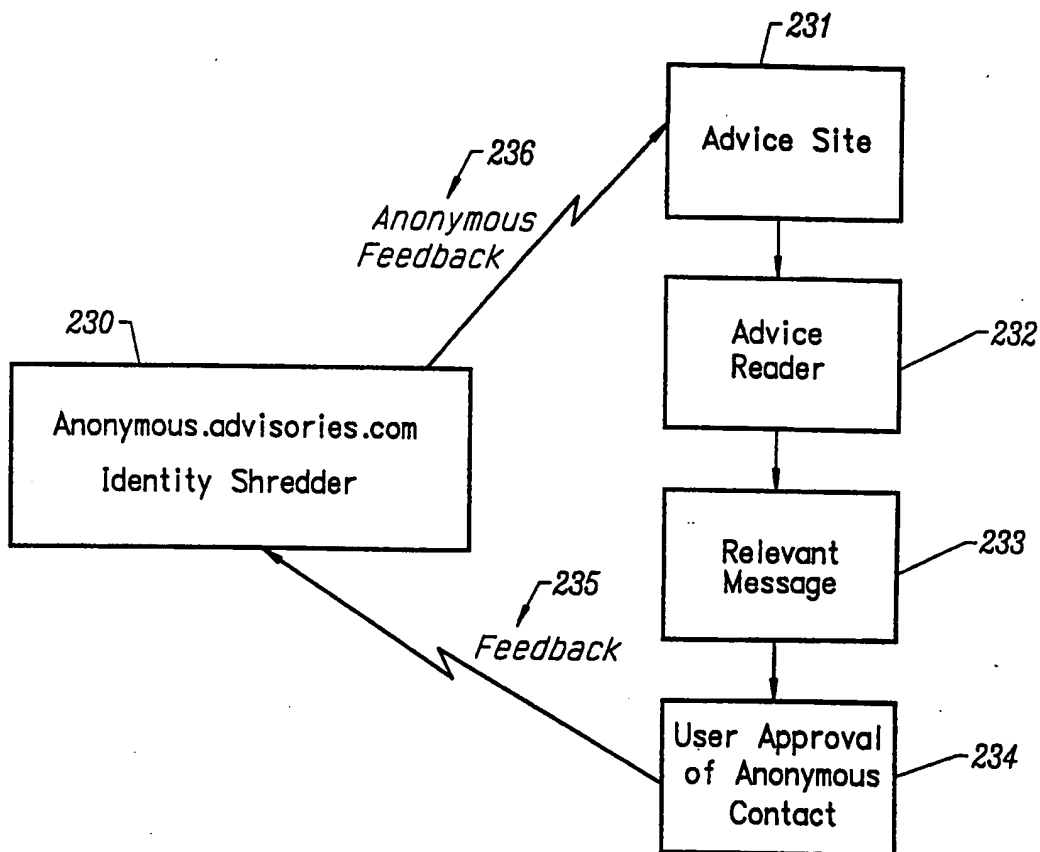 231
Advice Site
236
Anonymous
Feedback
230
Anonymous.advisories.com
Identity Shredder
Advice
Reader
232
Relevant
Message
233
235
Feedback
User Approval
of Anonymous
Contact
234